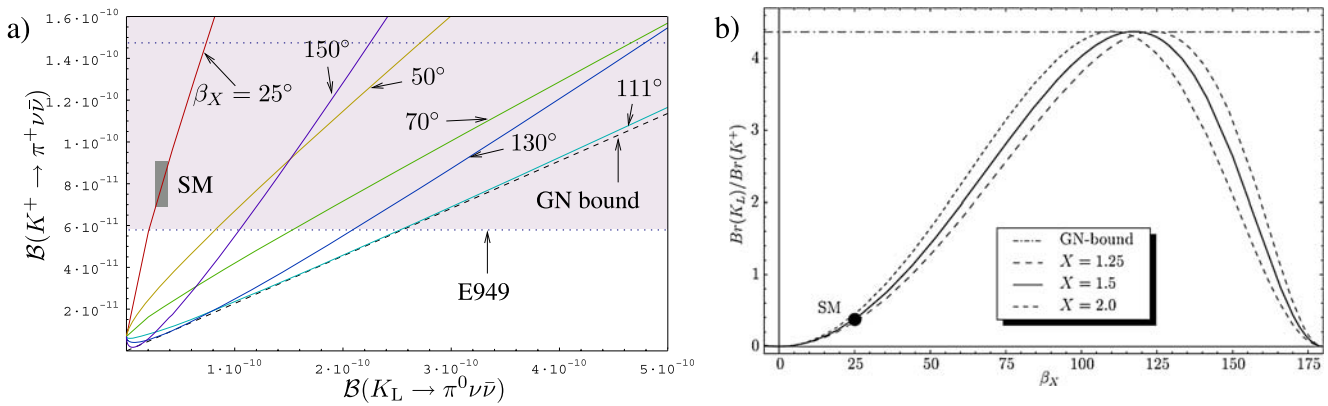 a)
B(K⁺ → π⁺νν̄)
1.6·10⁻¹⁰
1.4·10⁻¹⁰
1.2·10⁻¹⁰
1·10⁻¹⁰
8·10⁻¹¹
6·10⁻¹¹
4·10⁻¹¹
2·10⁻¹¹
150°
50°
β_X = 25°
70°
111°
130°
SM
GN bound
E949
1·10⁻¹⁰ 2·10⁻¹⁰ 3·10⁻¹⁰ 4·10⁻¹⁰ 5·10⁻¹⁰
B(K_L → π⁰νν̄)
b)
Br(K_L)/Br(K⁺)
4
3
2
1
0
GN-bound
X = 1.25
X = 1.5
X = 2.0
SM
0 25 50 75 100 125 150 175
β_X